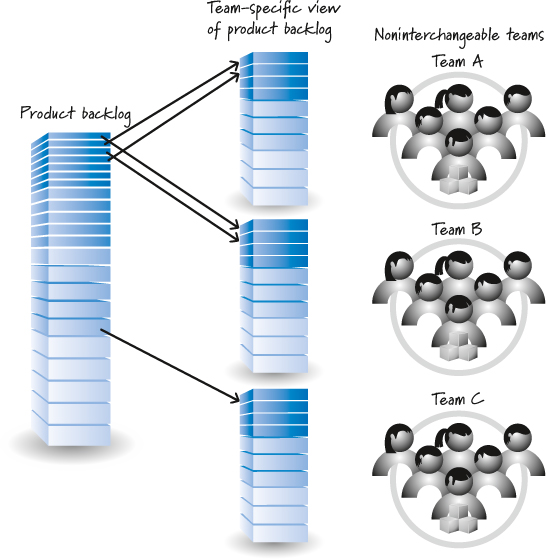 Team-specific view
of product backlog
Noninterchangeable teams
Team A
Product backlog
Team B
Team C